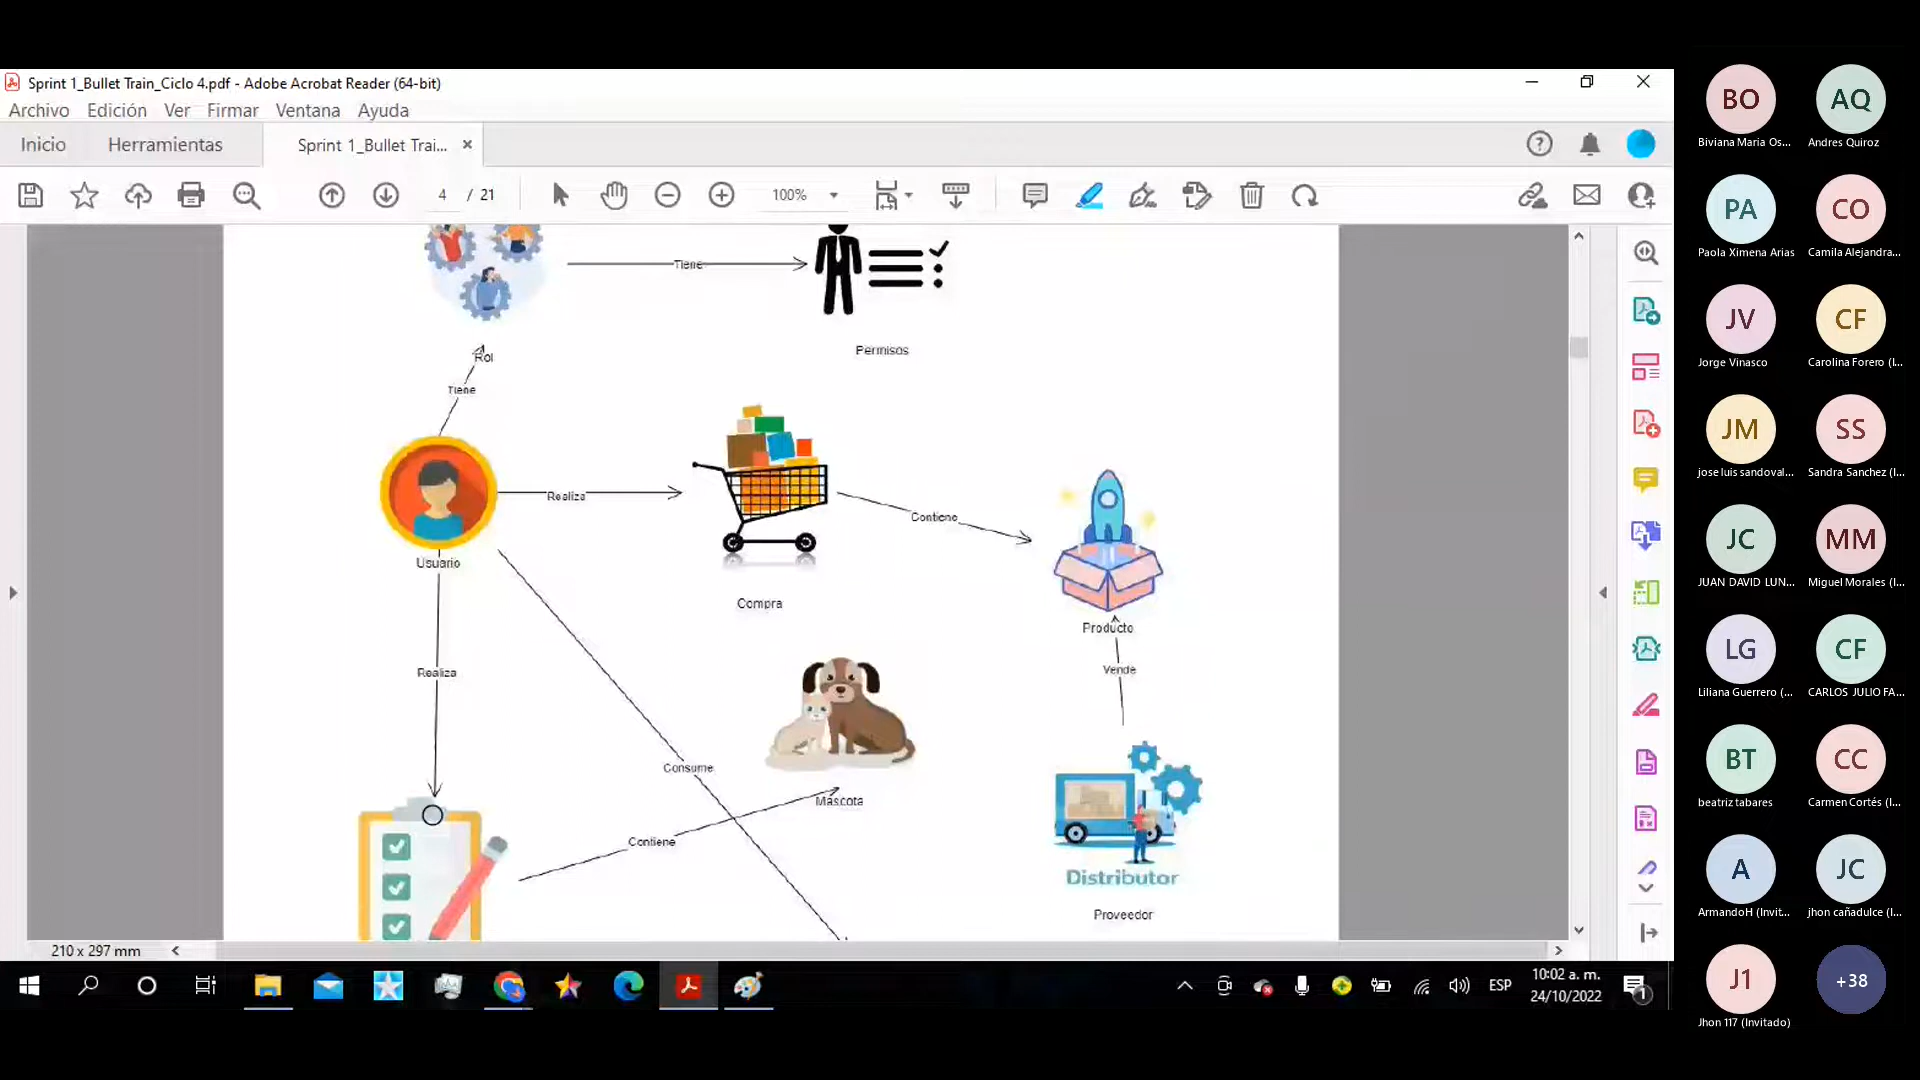 Sprint 1_Bullet Train_Ciclo 4.pdf - Adobe Acrobat Reader (64-bit)
Archivo Edición Ver Firmar Ventana Ayuda
Inicio Herramientas Sprint 1_Bullet Trai... ×
4 / 21 100%
Tiene
Permisos
Rol
Tiene
Realiza
Contiene
Usuario
Compra
Producto
Vende
Realiza
Consume
Mascota
Contiene
Distributor
Proveedor
210 x 297 mm
ESP
10:02 a. m.
24/10/2022
1
BO AQ
Biviana Maria Os... Andres Quiroz
PA CO
Paola Ximena Arias Camila Alejandra...
JV CF
Jorge Vinasco Carolina Forero (I...
JM SS
jose luis sandoval... Sandra Sanchez (I...
JC MM
JUAN DAVID LUN... Miguel Morales (I...
LG CF
Liliana Guerrero (... CARLOS JULIO FA...
BT CC
beatriz tabares Carmen Cortés (I...
A JC
ArmandoH (Invit... jhon cañadulce (I...
J1 +38
Jhon 117 (Invitado)